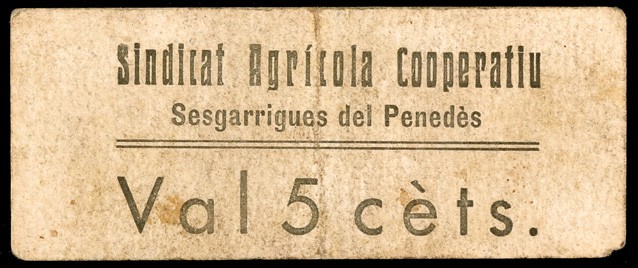 Sindicat Agrícola Cooperatiu
Sesgarrigues del Penedès
Val 5 cèts.